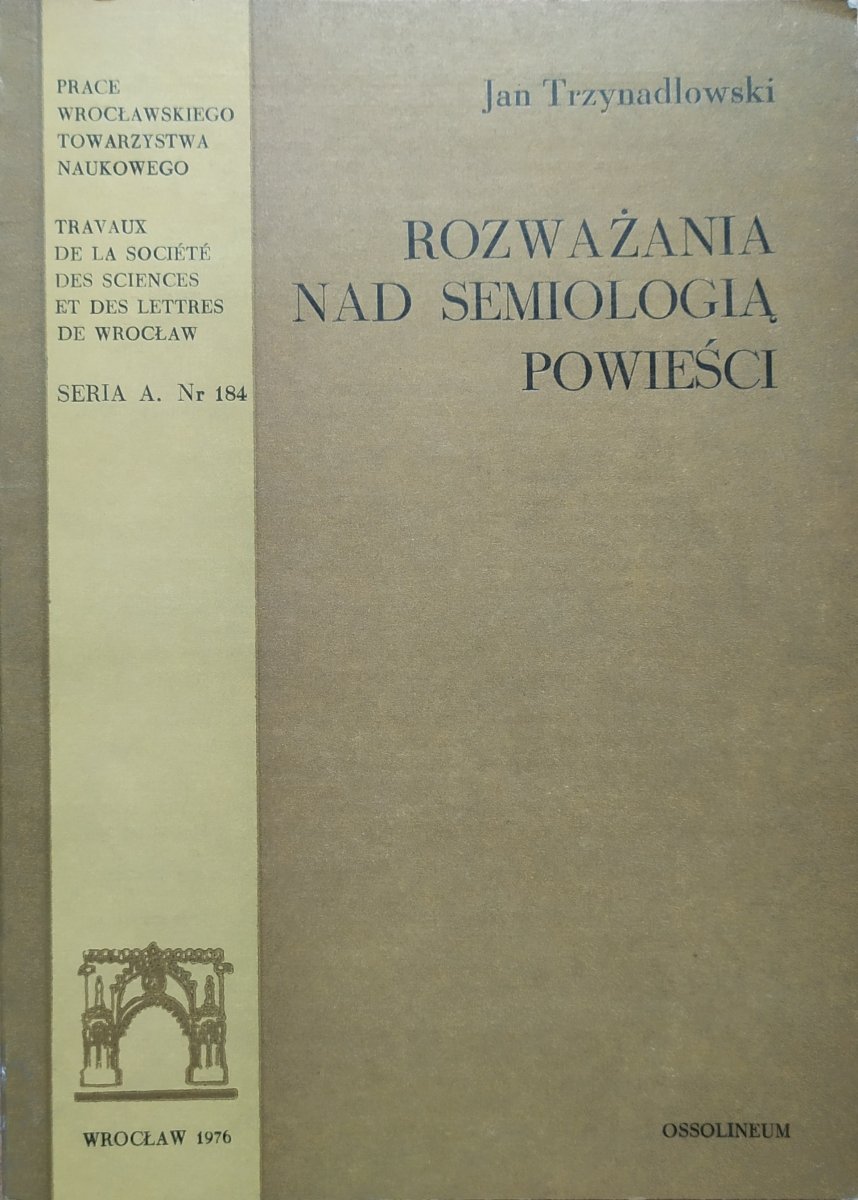 PRACE
WROCŁAWSKIEGO
TOWARZYSTWA
NAUKOWEGO
TRAVAUX
DE LA SOCIÉTÉ
DES SCIENCES
ET DES LETTRES
DE WROCŁAW
SERIA A. Nr 184
Jan Trzynadlowski
ROZWAŻANIA
NAD SEMIOLOGIĄ
POWIEŚCI
WROCŁAW 1976
OSSOLINEUM